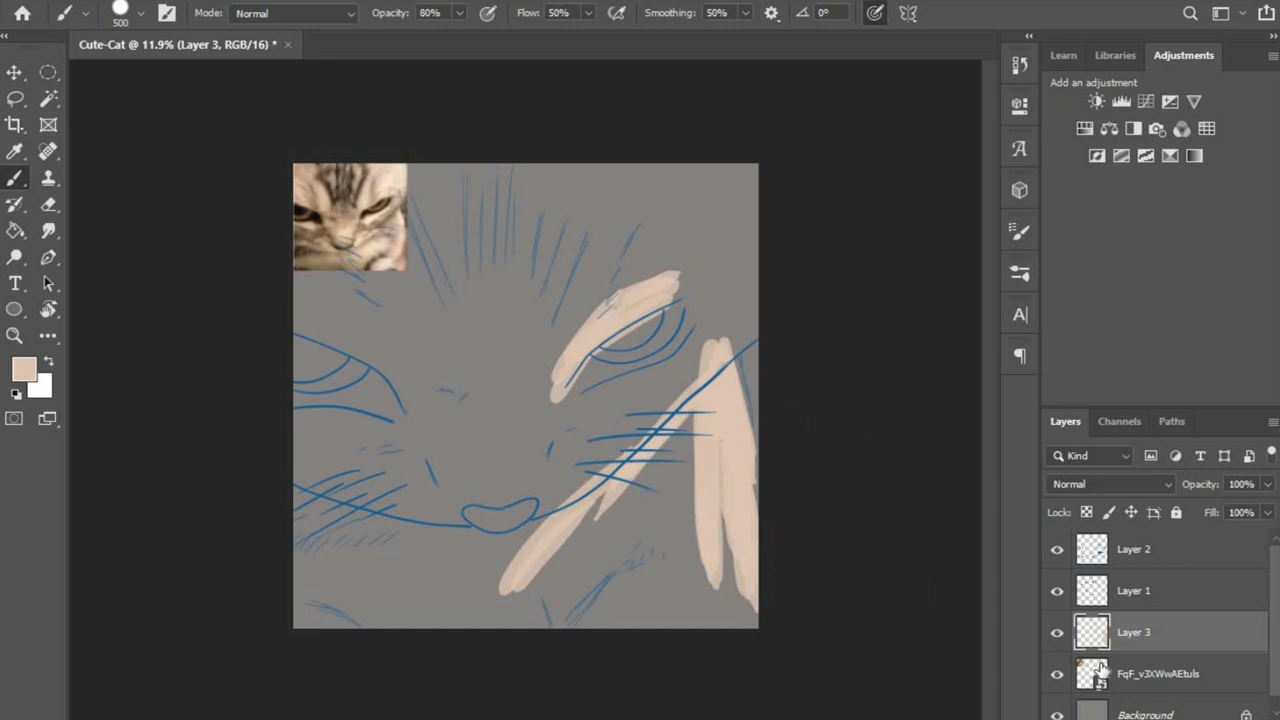 500 Mode: Normal Opacity: 80% Flow: 50% Smoothing: 50% 0°
Cute-Cat @ 11.9% (Layer 3, RGB/16) * ×
Learn Libraries Adjustments
Add an adjustment
Layers Channels Paths
Kind
Normal Opacity: 100%
Lock: Fill: 100%
Layer 2
Layer 1
Layer 3
FqF_v3XWwAEtuls
Background